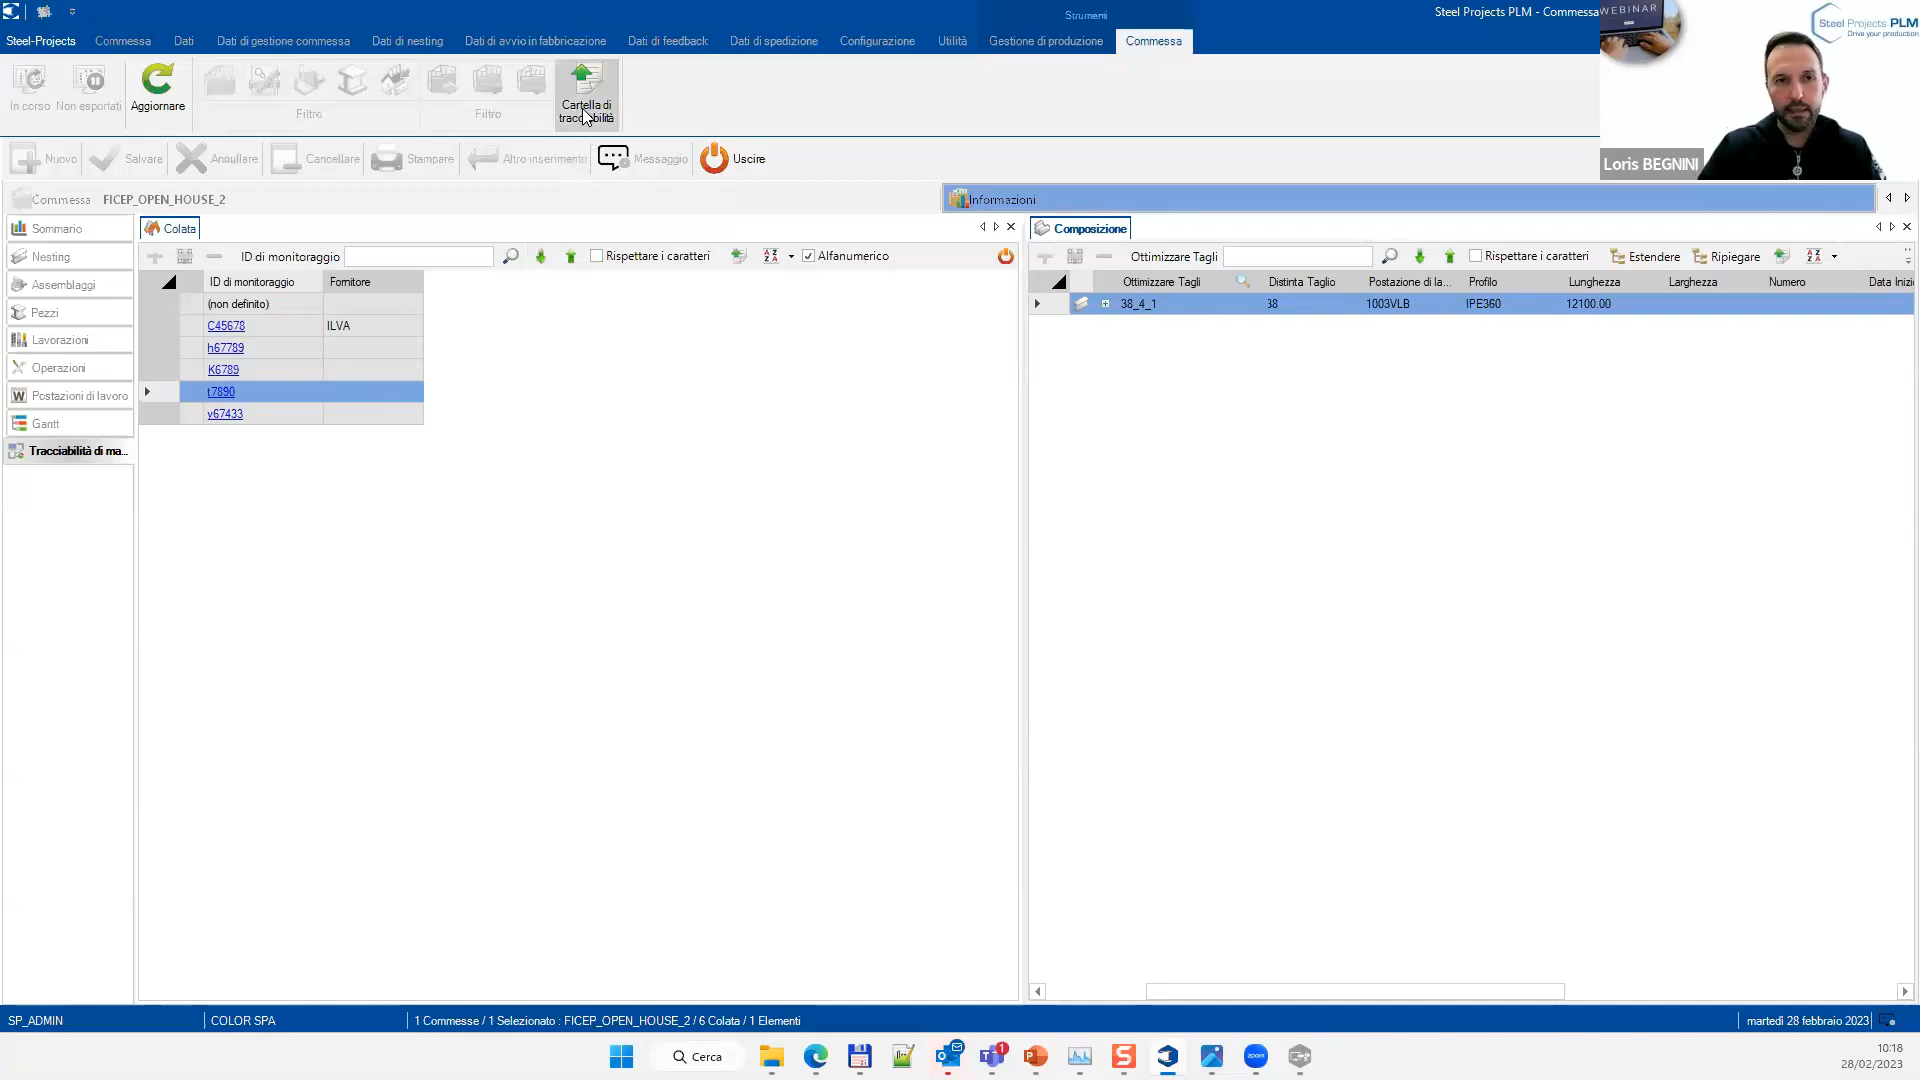 Strumenti
Steel Projects PLM - Commessa
WEBINAR
Steel Projects PLM
Drive your production
Steel-Projects Commessa Dati Dati di gestione commessa Dati di nesting Dati di avvio in fabbricazione Dati di feedback Dati di spedizione Configurazione Utilità Gestione di produzione Commessa
In corso Non esportati Aggiornare Filtro Filtro Cartella di
tracciabilità
Nuovo Salvare Annullare Cancellare Stampare Altro inserimento Messaggio Uscire
Loris BEGNINI
Commessa FICEP_OPEN_HOUSE_2 Informazioni
Sommario
Nesting
Assemblaggi
Pezzi
Lavorazioni
Operazioni
Postazioni di lavoro
Gantt
Tracciabilità di ma...
Colata
ID di monitoraggio Rispettare i caratteri Alfanumerico
ID di monitoraggio Fornitore
(non definito)
C45678 ILVA
h67789
K6789
t7890
y67433
Composizione
Ottimizzare Tagli Rispettare i caratteri Estendere Ripiegare
Ottimizzare Tagli Distinta Taglio Postazione di la... Profilo Lunghezza Larghezza Numero Data Inizi
38_4_1 38 1003VLB IPE360 12100.00
SP_ADMIN COLOR SPA 1 Commesse / 1 Selezionato : FICEP_OPEN_HOUSE_2 / 6 Colata / 1 Elementi martedì 28 febbraio 2023
Cerca
1
zoom
10:18
28/02/2023